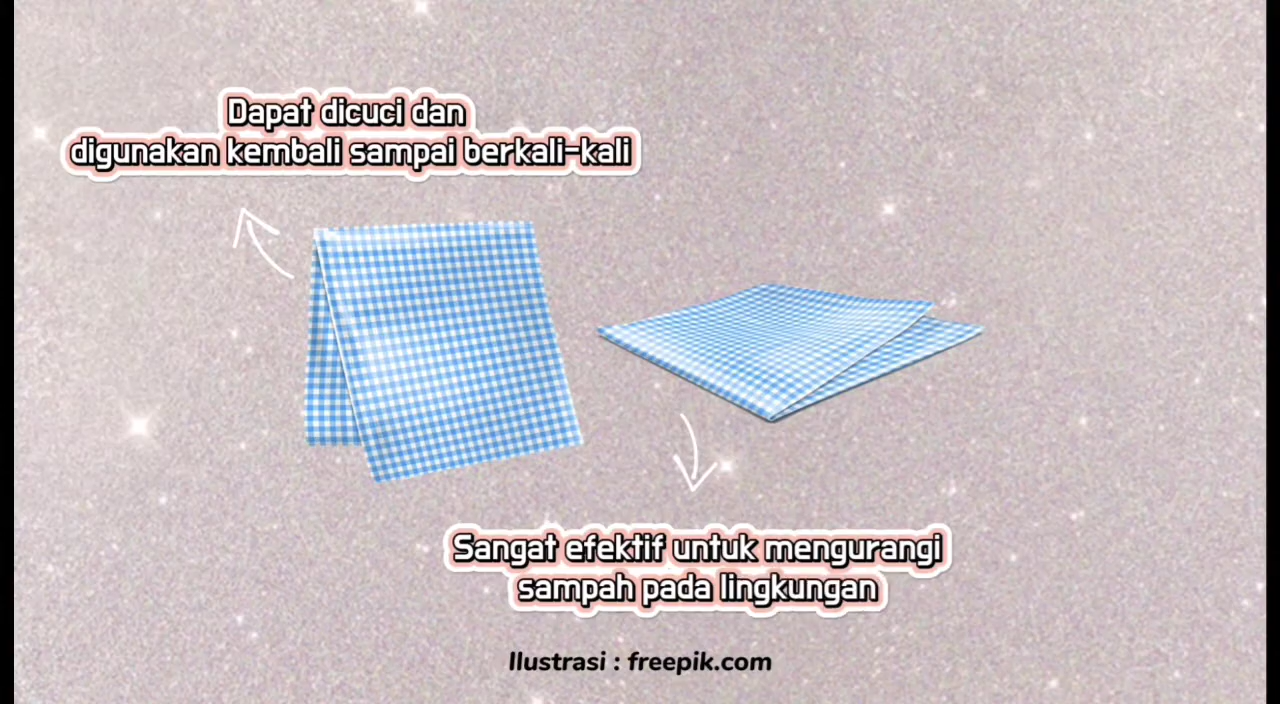 Dapat dicuci dan
digunakan kembali sampai berkali-kali
Sangat efektif untuk mengurangi
sampah pada lingkungan
Ilustrasi : freepik.com